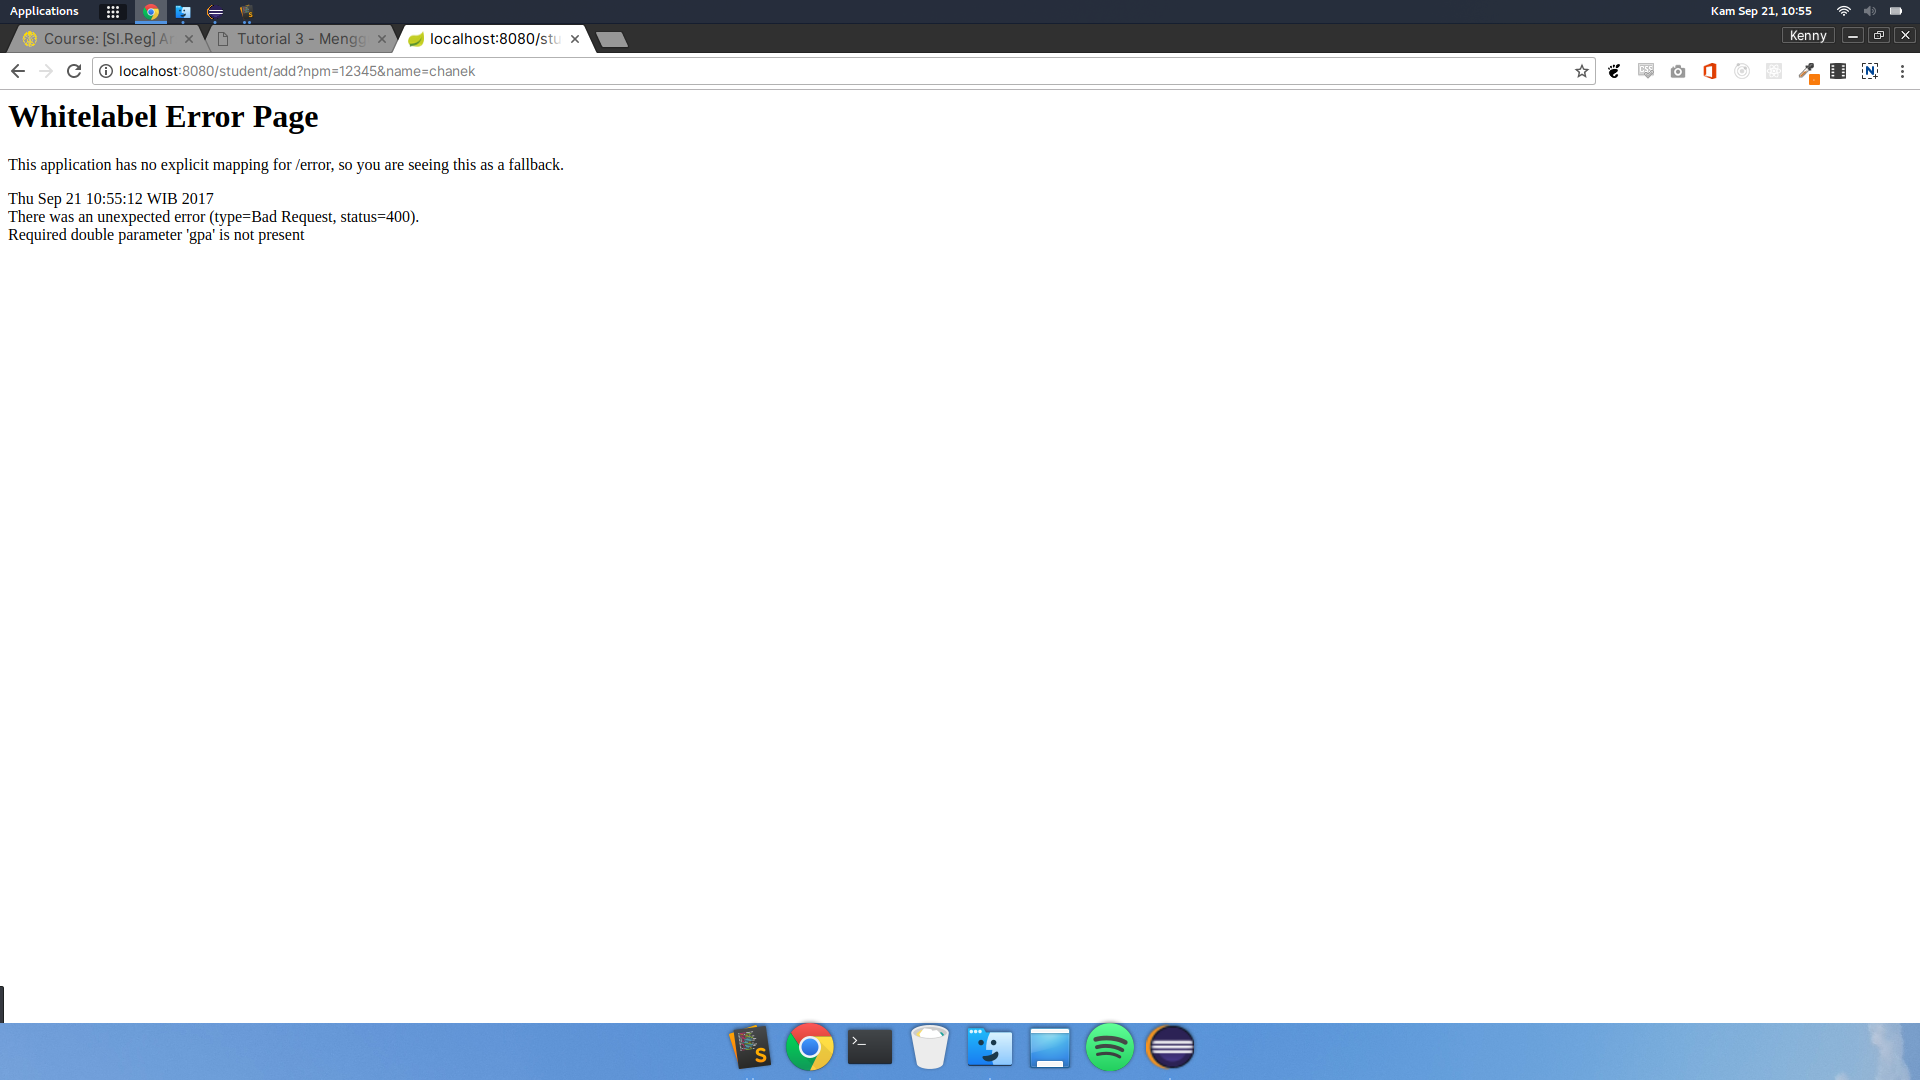 Applications
Kam Sep 21, 10:55
Course: [SI.Reg] Ar
Tutorial 3 - Mengg
localhost:8080/stu
Kenny
localhost:8080/student/add?npm=12345&name=chanek
Whitelabel Error Page
This application has no explicit mapping for /error, so you are seeing this as a fallback.
Thu Sep 21 10:55:12 WIB 2017
There was an unexpected error (type=Bad Request, status=400).
Required double parameter 'gpa' is not present